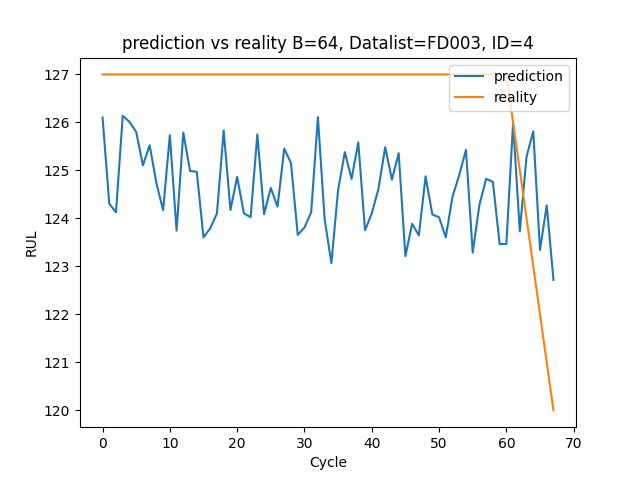 prediction vs reality B=64, Datalist=FD003, ID=4
127
126
125
124
123
122
121
120
RUL
prediction
reality
0 10 20 30 40 50 60 70
Cycle